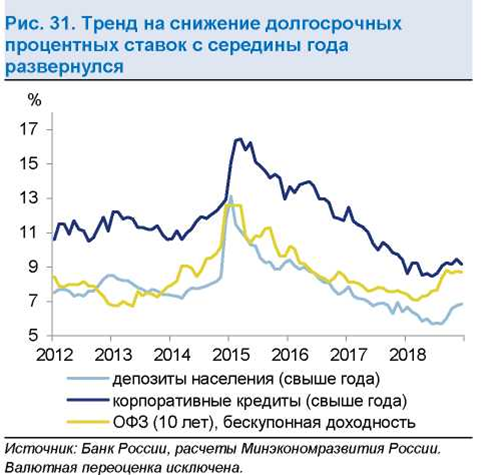 Рис. 31. Тренд на снижение долгосрочных
процентных ставок с середины года
развернулся
%
17
15
13
11
9
7
5
2012 2013 2014 2015 2016 2017 2018
депозиты населения (свыше года)
корпоративные кредиты (свыше года)
ОФЗ (10 лет), бескупонная доходность
Источник: Банк России, расчеты Минэкономразвития России.
Валютная переоценка исключена.